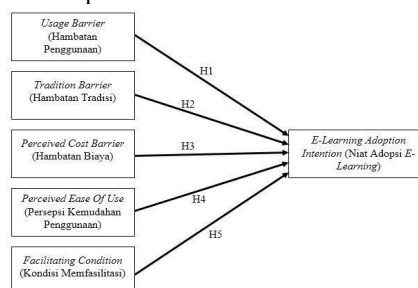 Usage Barrier
(Hambatan
Penggunaan)
H1
Tradition Barrier
(Hambatan Tradisi)
H2
Perceived Cost Barrier
(Hambatan Biaya)
H3
E-Learning Adoption
Intention (Niat Adopsi E-
Learning)
Perceived Ease Of Use
(Persepsi Kemudahan
Penggunaan)
H4
Facilitating Condition
(Kondisi Memfasilitasi)
H5